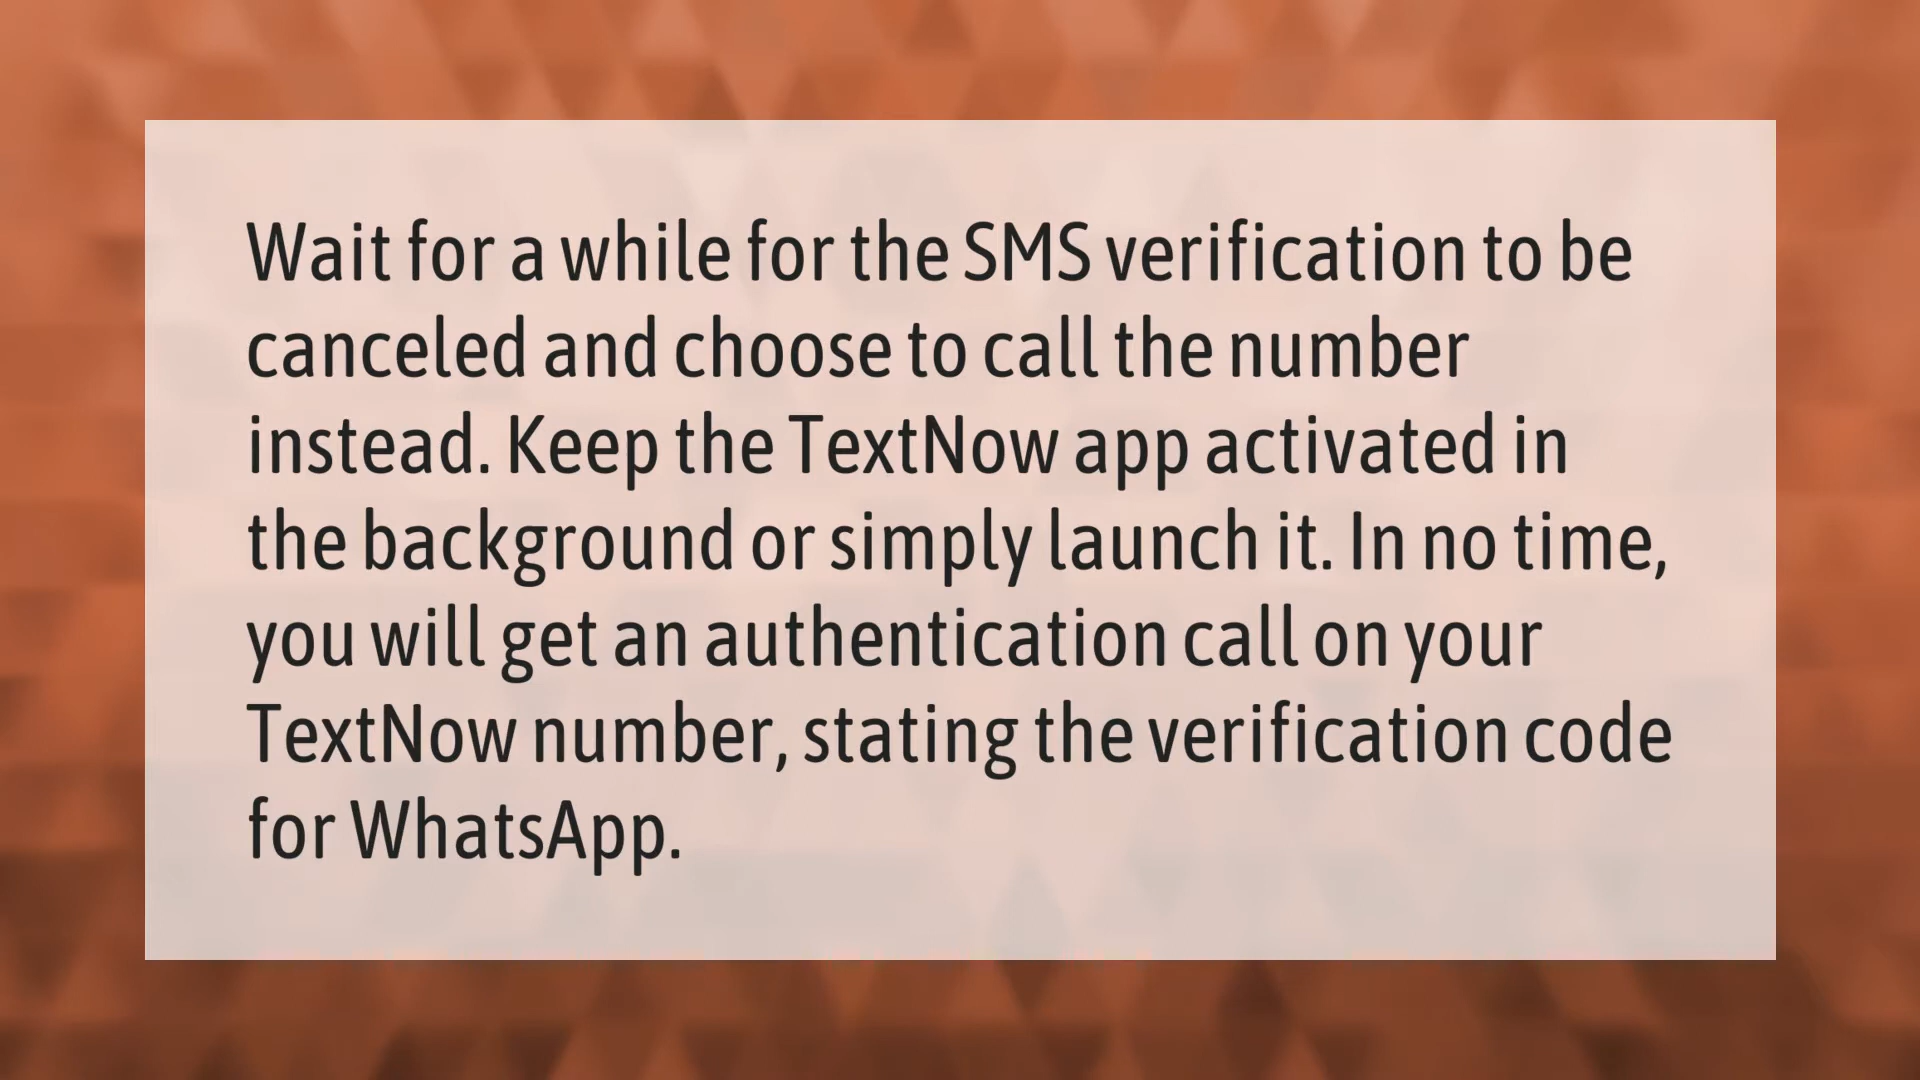 Wait for a while for the SMS verification to be
canceled and choose to call the number
instead. Keep the TextNow app activated in
the background or simply launch it. In no time,
you will get an authentication call on your
TextNow number, stating the verification code
for WhatsApp.